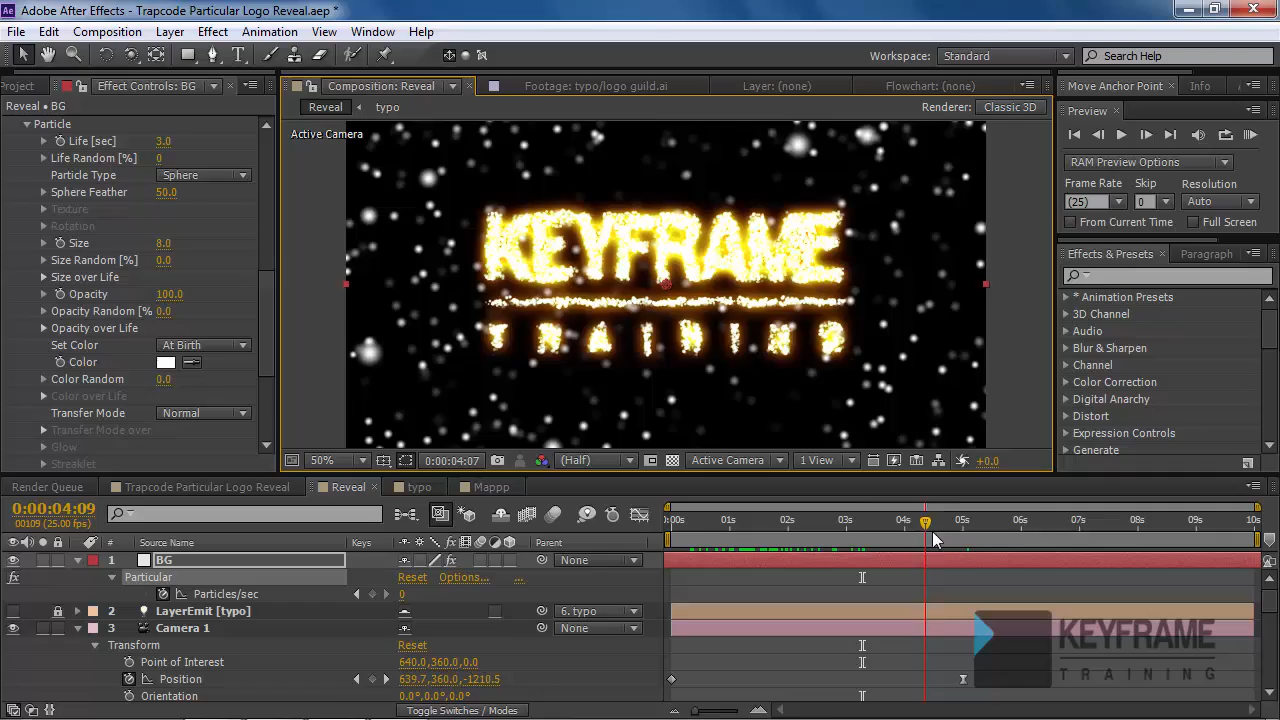 Adobe After Effects - Trapcode Particular Logo Reveal.aep *
File Edit Composition Layer Effect Animation View Window Help
Workspace: Standard Search Help
Project Effect Controls: BG Composition: Reveal Footage: typo/logo guild.ai Layer: (none) Flowchart: (none) Move Anchor Point Info
Reveal • BG
Reveal typo Renderer: Classic 3D
Active Camera
Particle
Life [sec] 3.0
Life Random [%] 0
Particle Type Sphere
Sphere Feather 50.0
Texture
Rotation
Size 8.0
Size Random [%] 0.0
Size over Life
Opacity 100.0
Opacity Random [% 0.0
Opacity over Life
Set Color At Birth
Color
Color Random 0.0
Color over Life
Transfer Mode Normal
Transfer Mode over
Glow
Streaklet
KEYFRAME
TRAINING
50% 0:00:04:07 (Half) Active Camera 1 View +0.0
Preview
RAM Preview Options
Frame Rate Skip Resolution
(25) 0 Auto
From Current Time Full Screen
Effects & Presets Paragraph
* Animation Presets
3D Channel
Audio
Blur & Sharpen
Channel
Color Correction
Digital Anarchy
Distort
Expression Controls
Generate
Render Queue Trapcode Particular Logo Reveal Reveal typo Mappp
0:00:04:09
00109 (25.00 fps)
:00s 01s 02s 03s 04s 05s 06s 07s 08s 09s 10s
# Source Name Keys Parent
1 BG None
Particular Reset Options... ...
Particles/sec 0
2 LayerEmit [typo] 6. typo
3 Camera 1 None
Transform Reset
Point of Interest 640.0,360.0,0.0
Position 639.7,360.0,-1210.5
Orientation 0.0°,0.0°,0.0°
Toggle Switches / Modes
KEYFRAME
TRAINING